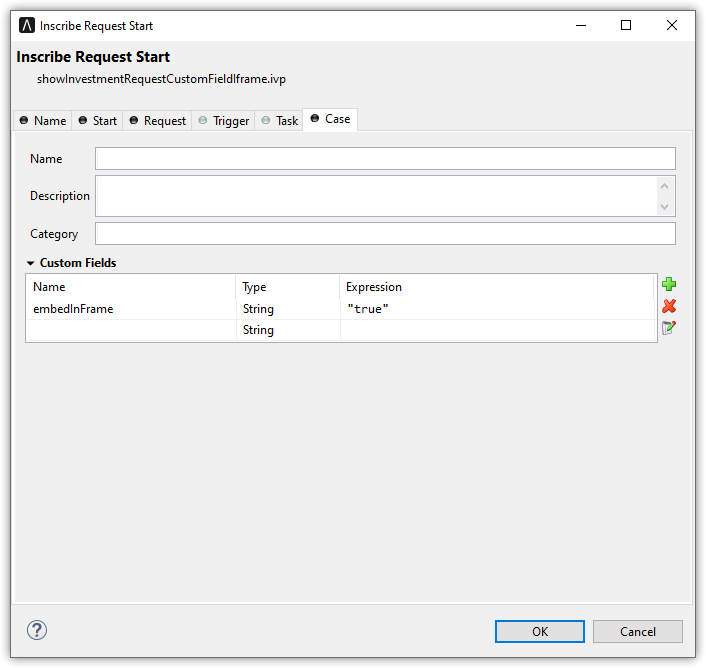 Inscribe Request Start
Inscribe Request Start
showInvestmentRequestCustomFieldIframe.ivp
Name Start Request Trigger Task Case
Name
Description
Category
Custom Fields
Name Type Expression
embedInFrame String "true"
String
? OK Cancel